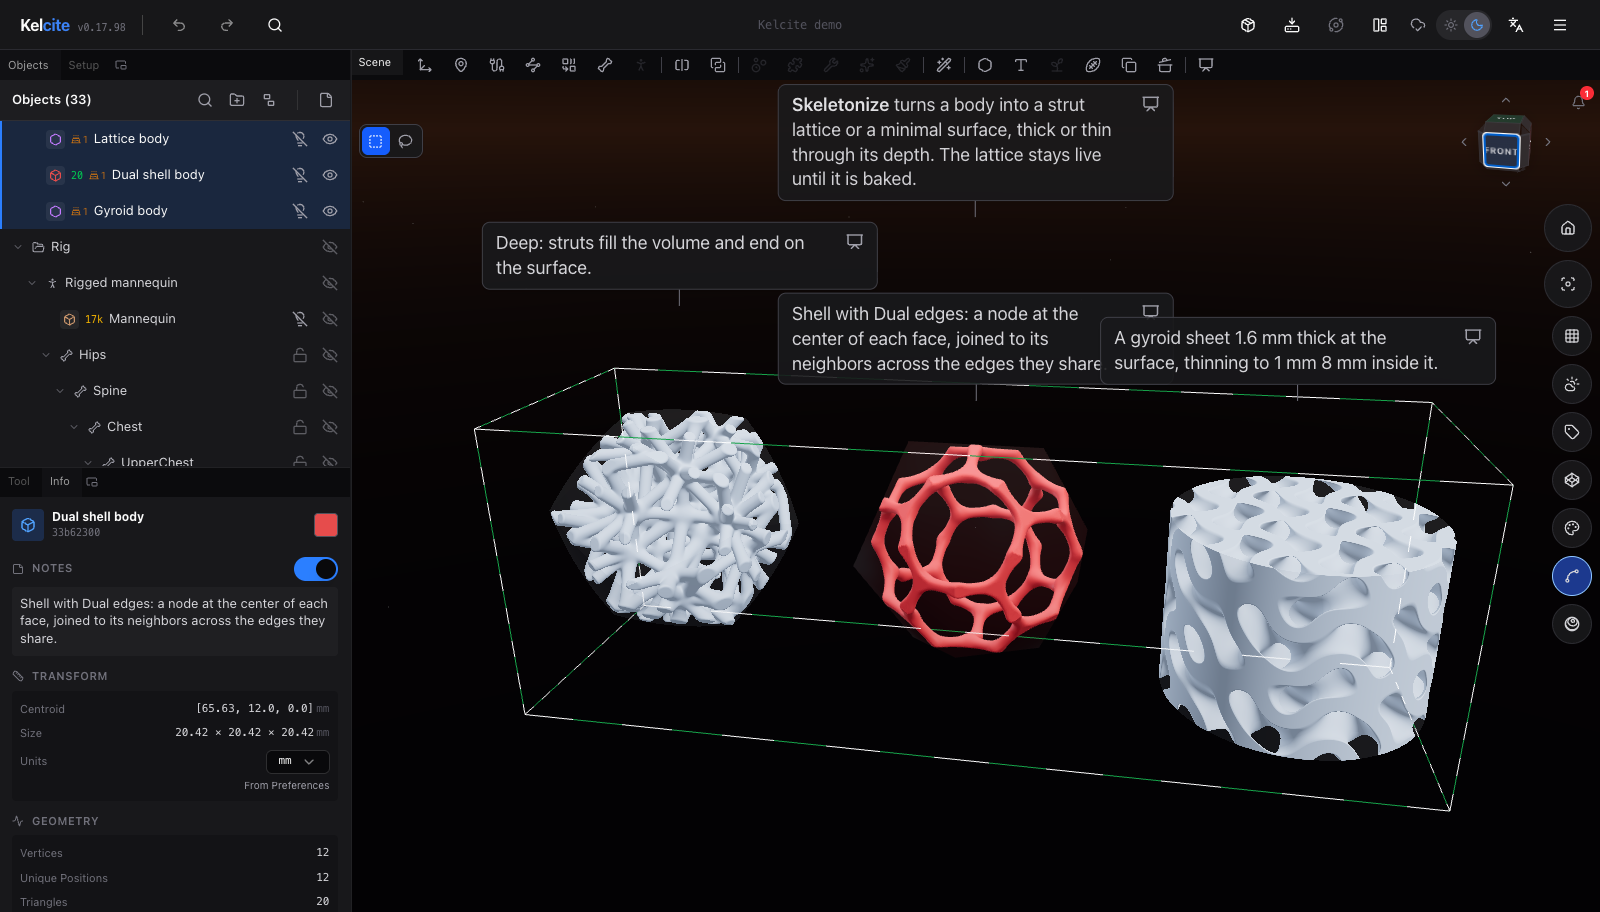 Kelcite v0.17.98
Kelcite demo
Objects
Setup
Scene
Objects (33)
1 Lattice body
20 1 Dual shell body
1 Gyroid body
Rig
Rigged mannequin
17k Mannequin
Hips
Spine
Chest
UpperChest
Tool
Info
Dual shell body
33b62300
NOTES
Shell with Dual edges: a node at the center of each
face, joined to its neighbors across the edges they
share.
TRANSFORM
Centroid [65.63, 12.0, 0.0] mm
Size 20.42 × 20.42 × 20.42 mm
Units mm
From Preferences
GEOMETRY
Vertices 12
Unique Positions 12
Triangles 20
Skeletonize turns a body into a strut
lattice or a minimal surface, thick or thin
through its depth. The lattice stays live
until it is baked.
Deep: struts fill the volume and end on
the surface.
Shell with Dual edges: a node at the
center of each face, joined to its
neighbors across the edges they share
A gyroid sheet 1.6 mm thick at the
surface, thinning to 1 mm 8 mm inside it.
FRONT
1